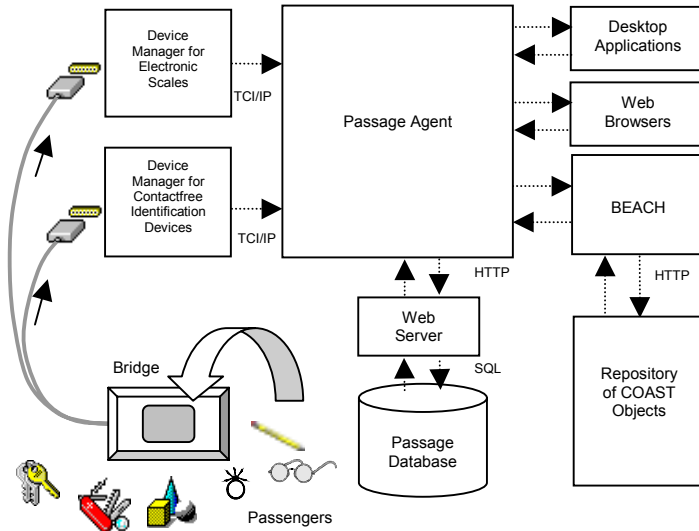 Device
Manager for
Electronic
Scales
TCI/IP
Device
Manager for
Contactfree
Identification
Devices
TCI/IP
Passage Agent
Desktop
Applications
Web
Browsers
BEACH
HTTP
HTTP
Web
Server
SQL
Passage
Database
Repository
of COAST
Objects
Bridge
Passengers